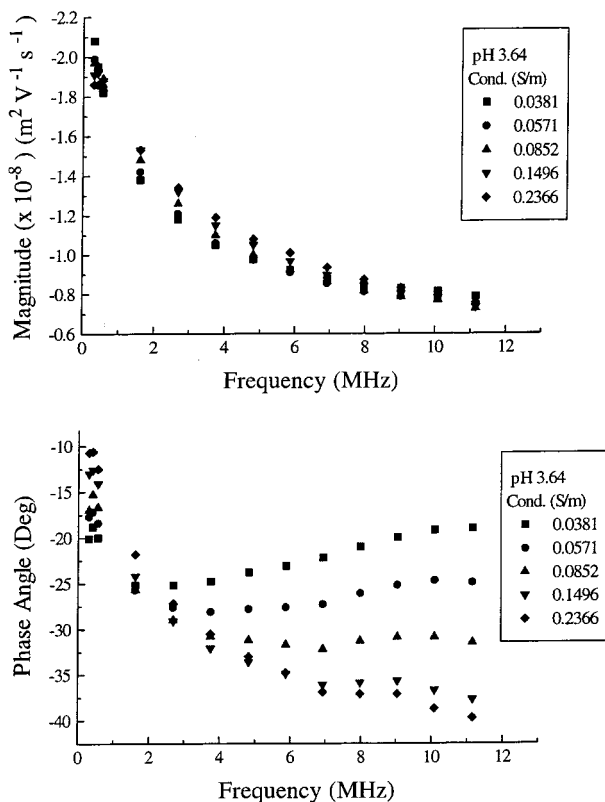 -2.2
-2.0
-1.8
-1.6
-1.4
-1.2
-1.0
-0.8
-0.6
Magnitude (x 10⁻⁸) (m² V⁻¹ s⁻¹)
0 2 4 6 8 10 12
Frequency (MHz)
pH 3.64
Cond. (S/m)
0.0381
0.0571
0.0852
0.1496
0.2366
-10
-15
-20
-25
-30
-35
-40
Phase Angle (Deg)
0 2 4 6 8 10 12
Frequency (MHz)
pH 3.64
Cond. (S/m)
0.0381
0.0571
0.0852
0.1496
0.2366